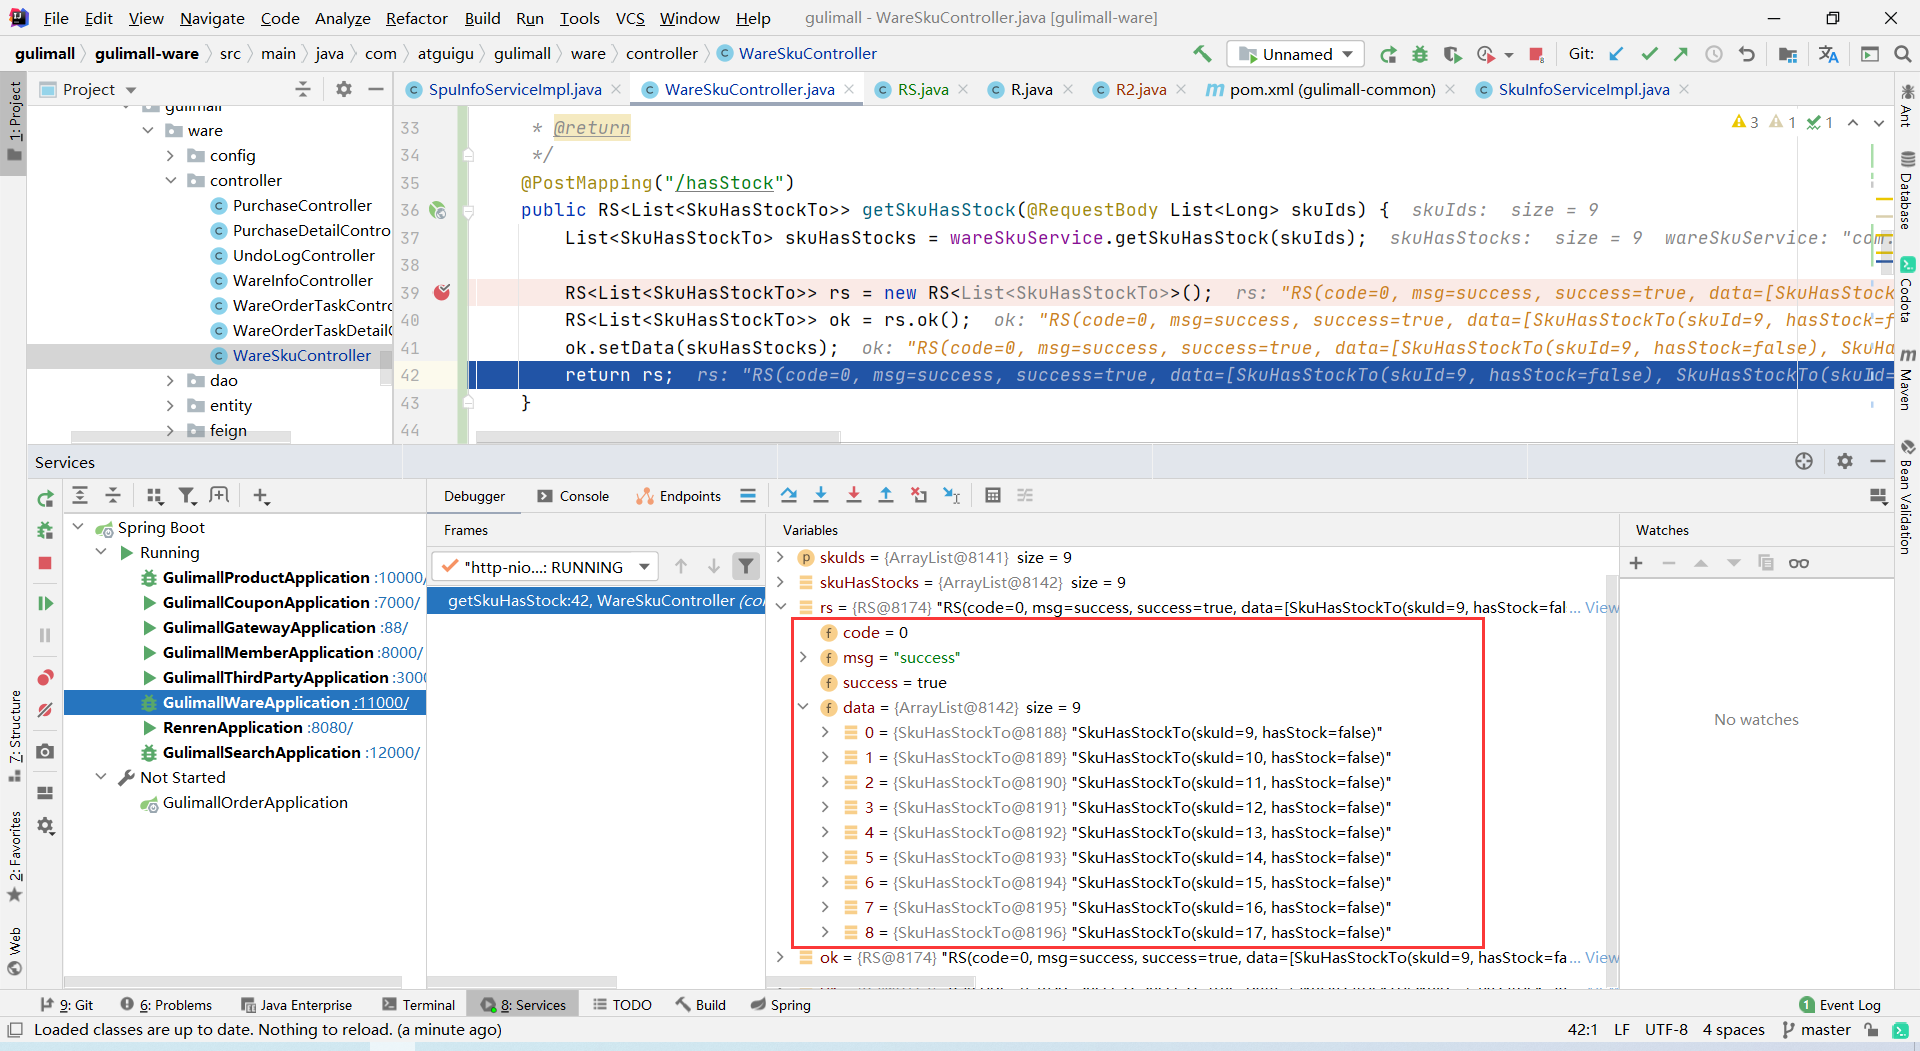 File Edit View Navigate Code Analyze Refactor Build Run Tools VCS Window Help gulimall - WareSkuController.java [gulimall-ware]
gulimall gulimall-ware src main java com atguigu gulimall ware controller WareSkuController Unnamed Git:
Project SpuInfoServiceImpl.java WareSkuController.java RS.java R.java R2.java pom.xml (gulimall-common) SkuInfoServiceImpl.java
1: Project
gulimall
ware
config
controller
PurchaseController
PurchaseDetailContro
UndoLogController
WareInfoController
WareOrderTaskContro
WareOrderTaskDetailC
WareSkuController
dao
entity
feign
3 1 1
33 * @return
34 */
35 @PostMapping("/hasStock")
36 public RS<List<SkuHasStockTo>> getSkuHasStock(@RequestBody List<Long> skuIds) { skuIds: size = 9
37 List<SkuHasStockTo> skuHasStocks = wareSkuService.getSkuHasStock(skuIds); skuHasStocks: size = 9 wareSkuService: "com.
38
39 RS<List<SkuHasStockTo>> rs = new RS<List<SkuHasStockTo>>(); rs: "RS(code=0, msg=success, success=true, data=[SkuHasStock
40 RS<List<SkuHasStockTo>> ok = rs.ok(); ok: "RS(code=0, msg=success, success=true, data=[SkuHasStockTo(skuId=9, hasStock=f
41 ok.setData(skuHasStocks); ok: "RS(code=0, msg=success, success=true, data=[SkuHasStockTo(skuId=9, hasStock=false), SkuHa
42 return rs; rs: "RS(code=0, msg=success, success=true, data=[SkuHasStockTo(skuId=9, hasStock=false), SkuHasStockTo(skuId=
43 }
44
Ant
Database
Codota
Maven
Bean Validation
Services
Debugger Console Endpoints
Frames Variables Watches
Spring Boot
Running
GulimallProductApplication :10000/
GulimallCouponApplication :7000/
GulimallGatewayApplication :88/
GulimallMemberApplication :8000/
GulimallThirdPartyApplication :3000
GulimallWareApplication :11000/
RenrenApplication :8080/
GulimallSearchApplication :12000/
Not Started
GulimallOrderApplication
"http-nio...: RUNNING
getSkuHasStock:42, WareSkuController (co
skuIds = {ArrayList@8141} size = 9
skuHasStocks = {ArrayList@8142} size = 9
rs = {RS@8174} "RS(code=0, msg=success, success=true, data=[SkuHasStockTo(skuId=9, hasStock=fal ... View
code = 0
msg = "success"
success = true
data = {ArrayList@8142} size = 9
0 = {SkuHasStockTo@8188} "SkuHasStockTo(skuId=9, hasStock=false)"
1 = {SkuHasStockTo@8189} "SkuHasStockTo(skuId=10, hasStock=false)"
2 = {SkuHasStockTo@8190} "SkuHasStockTo(skuId=11, hasStock=false)"
3 = {SkuHasStockTo@8191} "SkuHasStockTo(skuId=12, hasStock=false)"
4 = {SkuHasStockTo@8192} "SkuHasStockTo(skuId=13, hasStock=false)"
5 = {SkuHasStockTo@8193} "SkuHasStockTo(skuId=14, hasStock=false)"
6 = {SkuHasStockTo@8194} "SkuHasStockTo(skuId=15, hasStock=false)"
7 = {SkuHasStockTo@8195} "SkuHasStockTo(skuId=16, hasStock=false)"
8 = {SkuHasStockTo@8196} "SkuHasStockTo(skuId=17, hasStock=false)"
ok = {RS@8174} "RS(code=0, msg=success, success=true, data=[SkuHasStockTo(skuId=9, hasStock=fa ... View
No watches
7: Structure
2: Favorites
Web
9: Git 6: Problems Java Enterprise Terminal 8: Services TODO Build Spring 1 Event Log
Loaded classes are up to date. Nothing to reload. (a minute ago) 42:1 LF UTF-8 4 spaces master